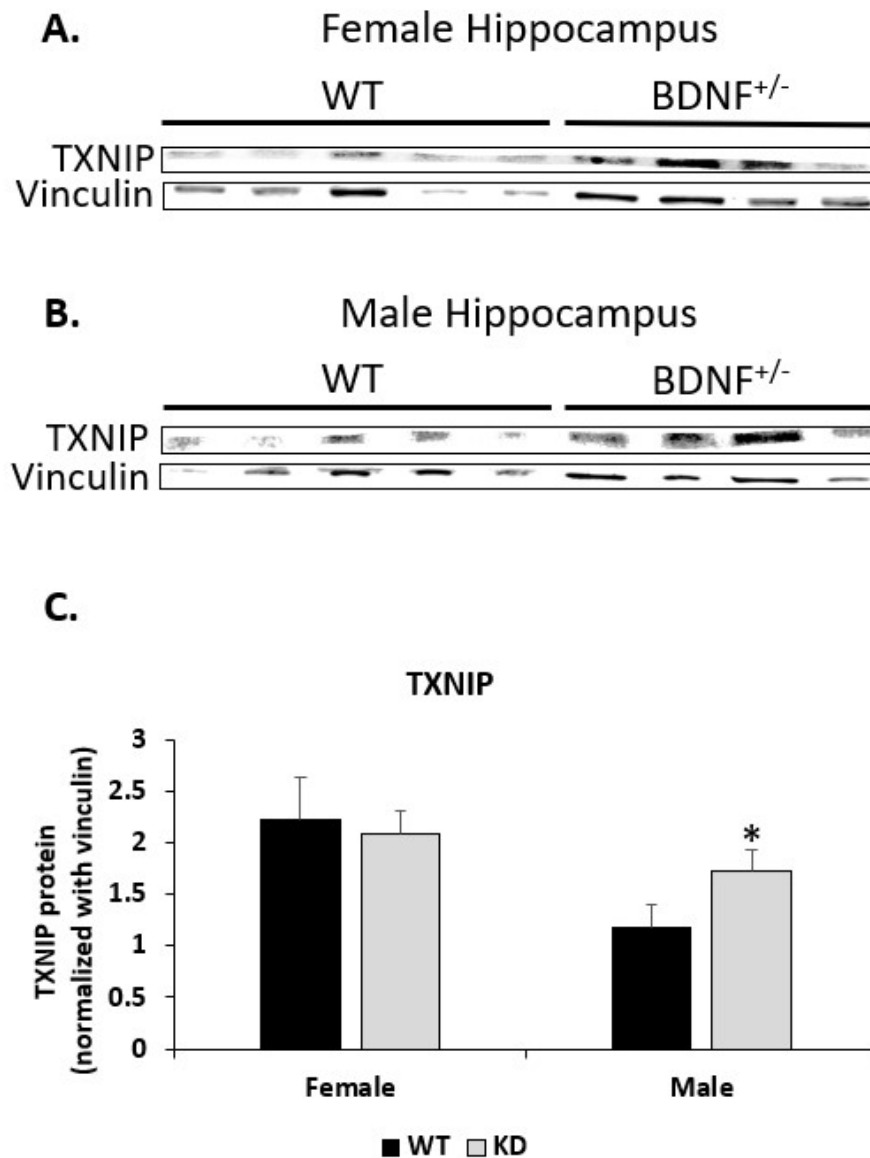 A. Female Hippocampus
WT BDNF+/-
TXNIP
Vinculin
B. Male Hippocampus
WT BDNF+/-
TXNIP
Vinculin
C.
TXNIP
TXNIP protein
(normalized with vinculin)
3
2.5
2
1.5
1
0.5
0
*
Female Male
WT KD